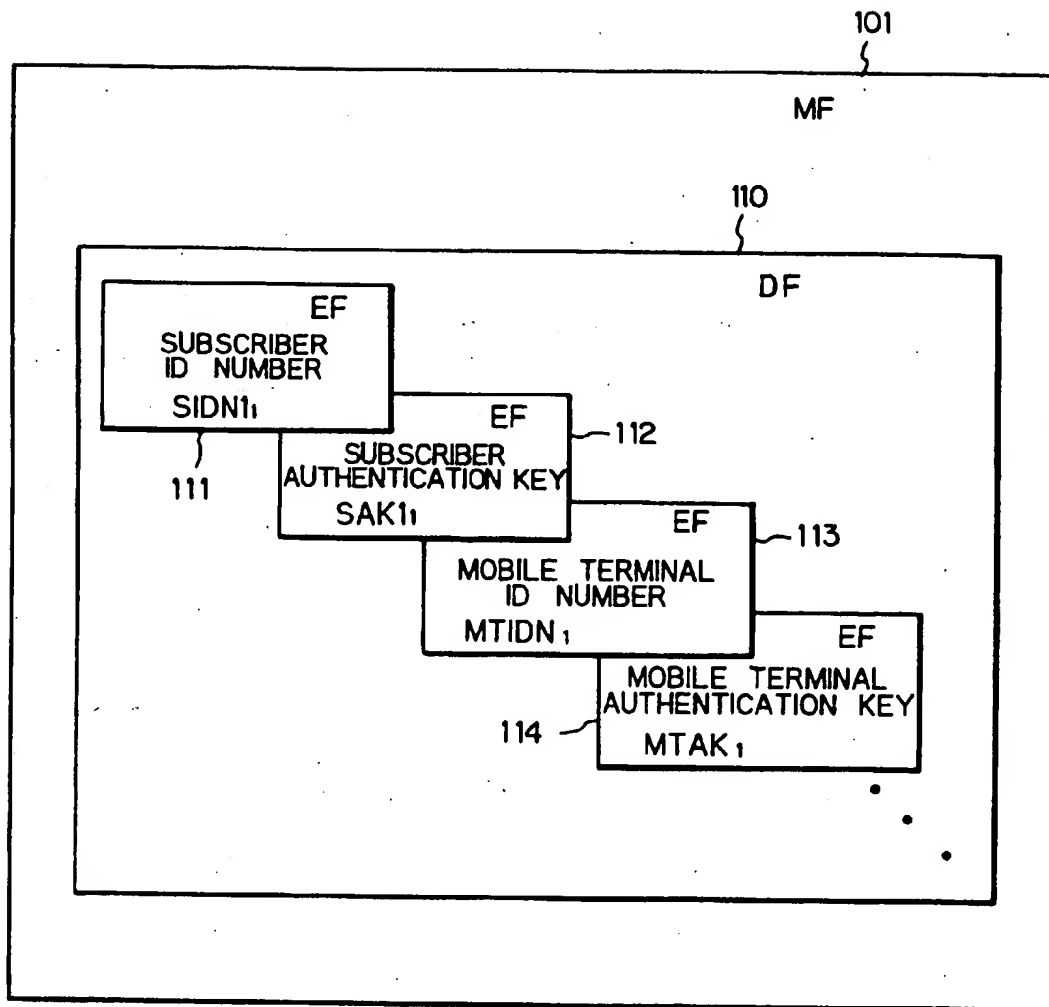 101
MF
110
DF
EF
SUBSCRIBER
ID NUMBER
SIDN1₁
111
EF
112
SUBSCRIBER
AUTHENTICATION KEY
SAK1₁
EF
113
MOBILE TERMINAL
ID NUMBER
MTIDN₁
EF
MOBILE TERMINAL
AUTHENTICATION KEY
114
MTAK₁